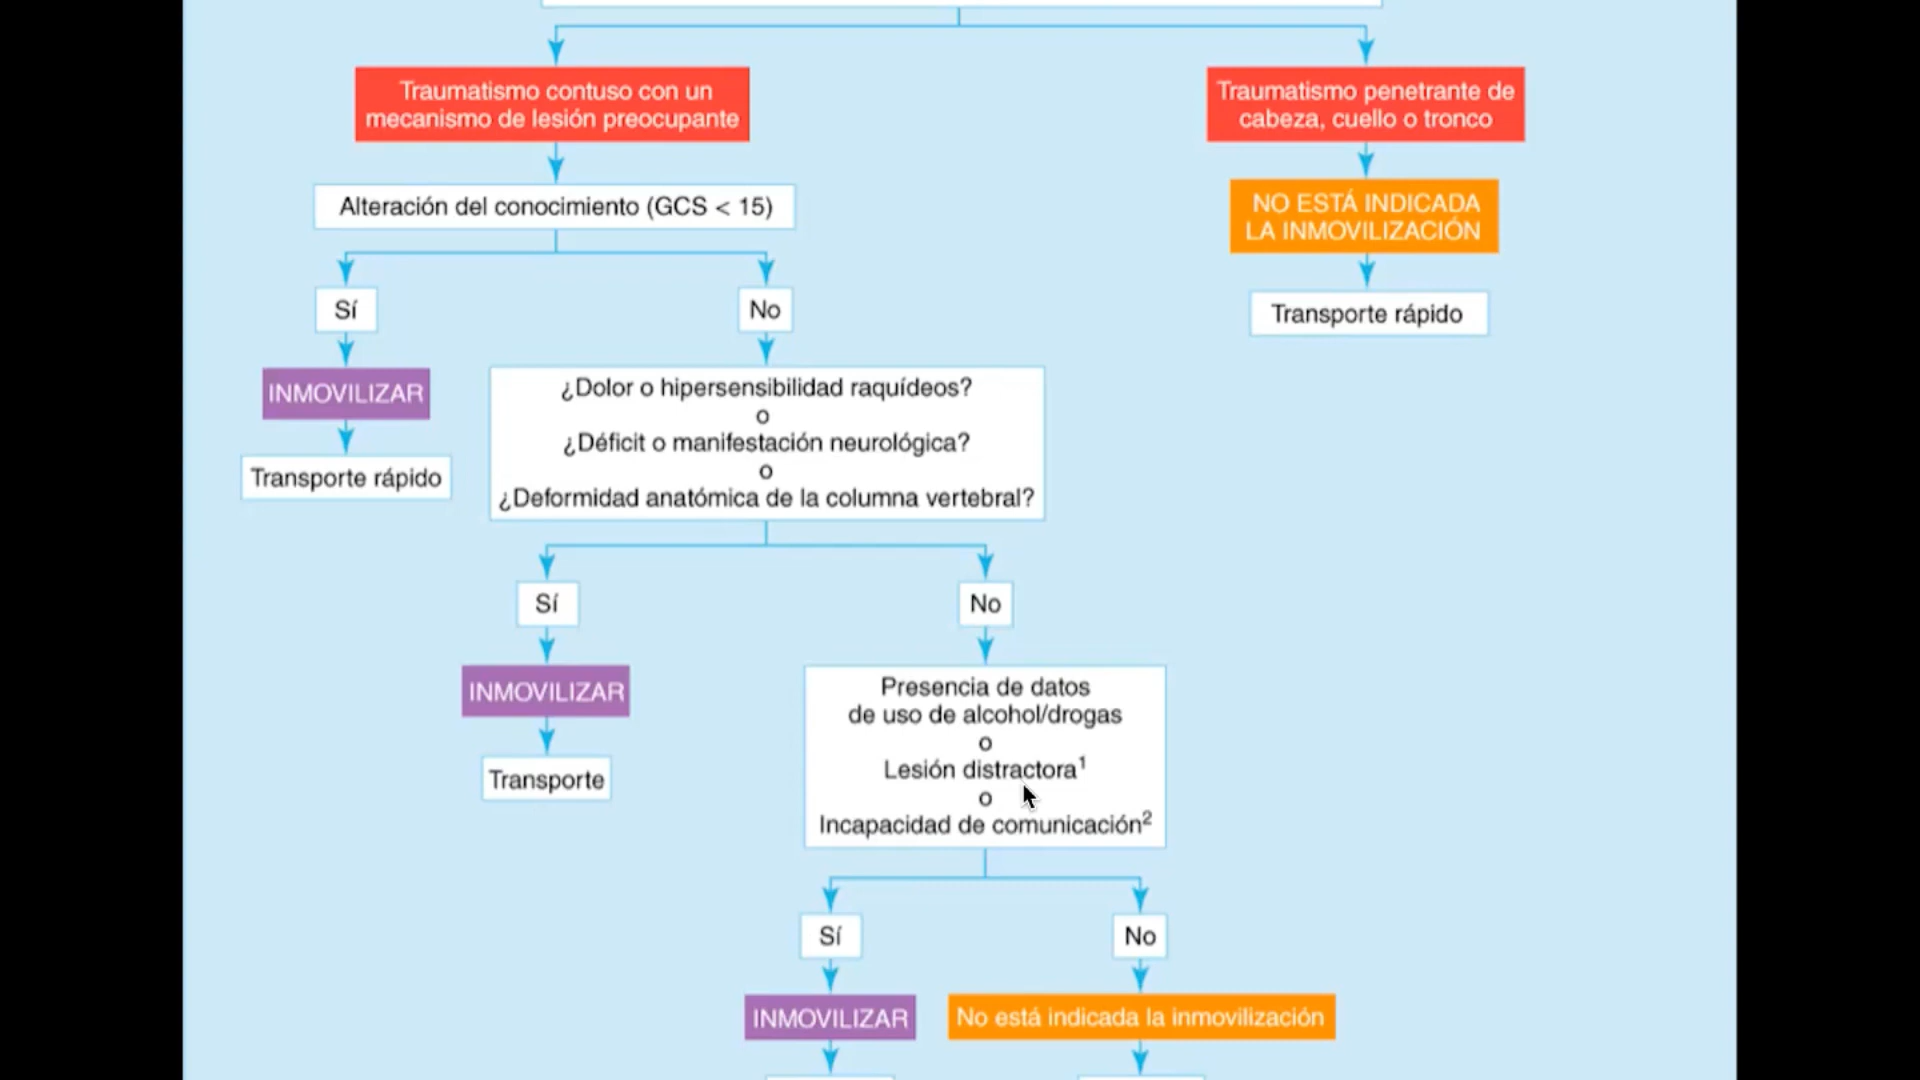 Traumatismo contuso con un
mecanismo de lesión preocupante
Traumatismo penetrante de
cabeza, cuello o tronco
Alteración del conocimiento (GCS < 15)
NO ESTÁ INDICADA
LA INMOVILIZACIÓN
Sí
No
Transporte rápido
INMOVILIZAR
¿Dolor o hipersensibilidad raquídeos?
o
¿Déficit o manifestación neurológica?
o
¿Deformidad anatómica de la columna vertebral?
Transporte rápido
Sí
No
INMOVILIZAR
Presencia de datos
de uso de alcohol/drogas
o
Lesión distractora¹
o
Incapacidad de comunicación²
Transporte
Sí
No
INMOVILIZAR
No está indicada la inmovilización